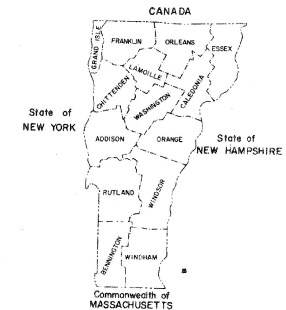 CANADA
GRAND ISLE
FRANKLIN
ORLEANS
ESSEX
LAMOILLE
CHITTENDEN
CALEDONIA
WASHINGTON
State of
NEW YORK
ADDISON
ORANGE
State of
NEW HAMPSHIRE
RUTLAND
WINDSOR
BENNINGTON
WINDHAM
Commonwealth of
MASSACHUSETTS